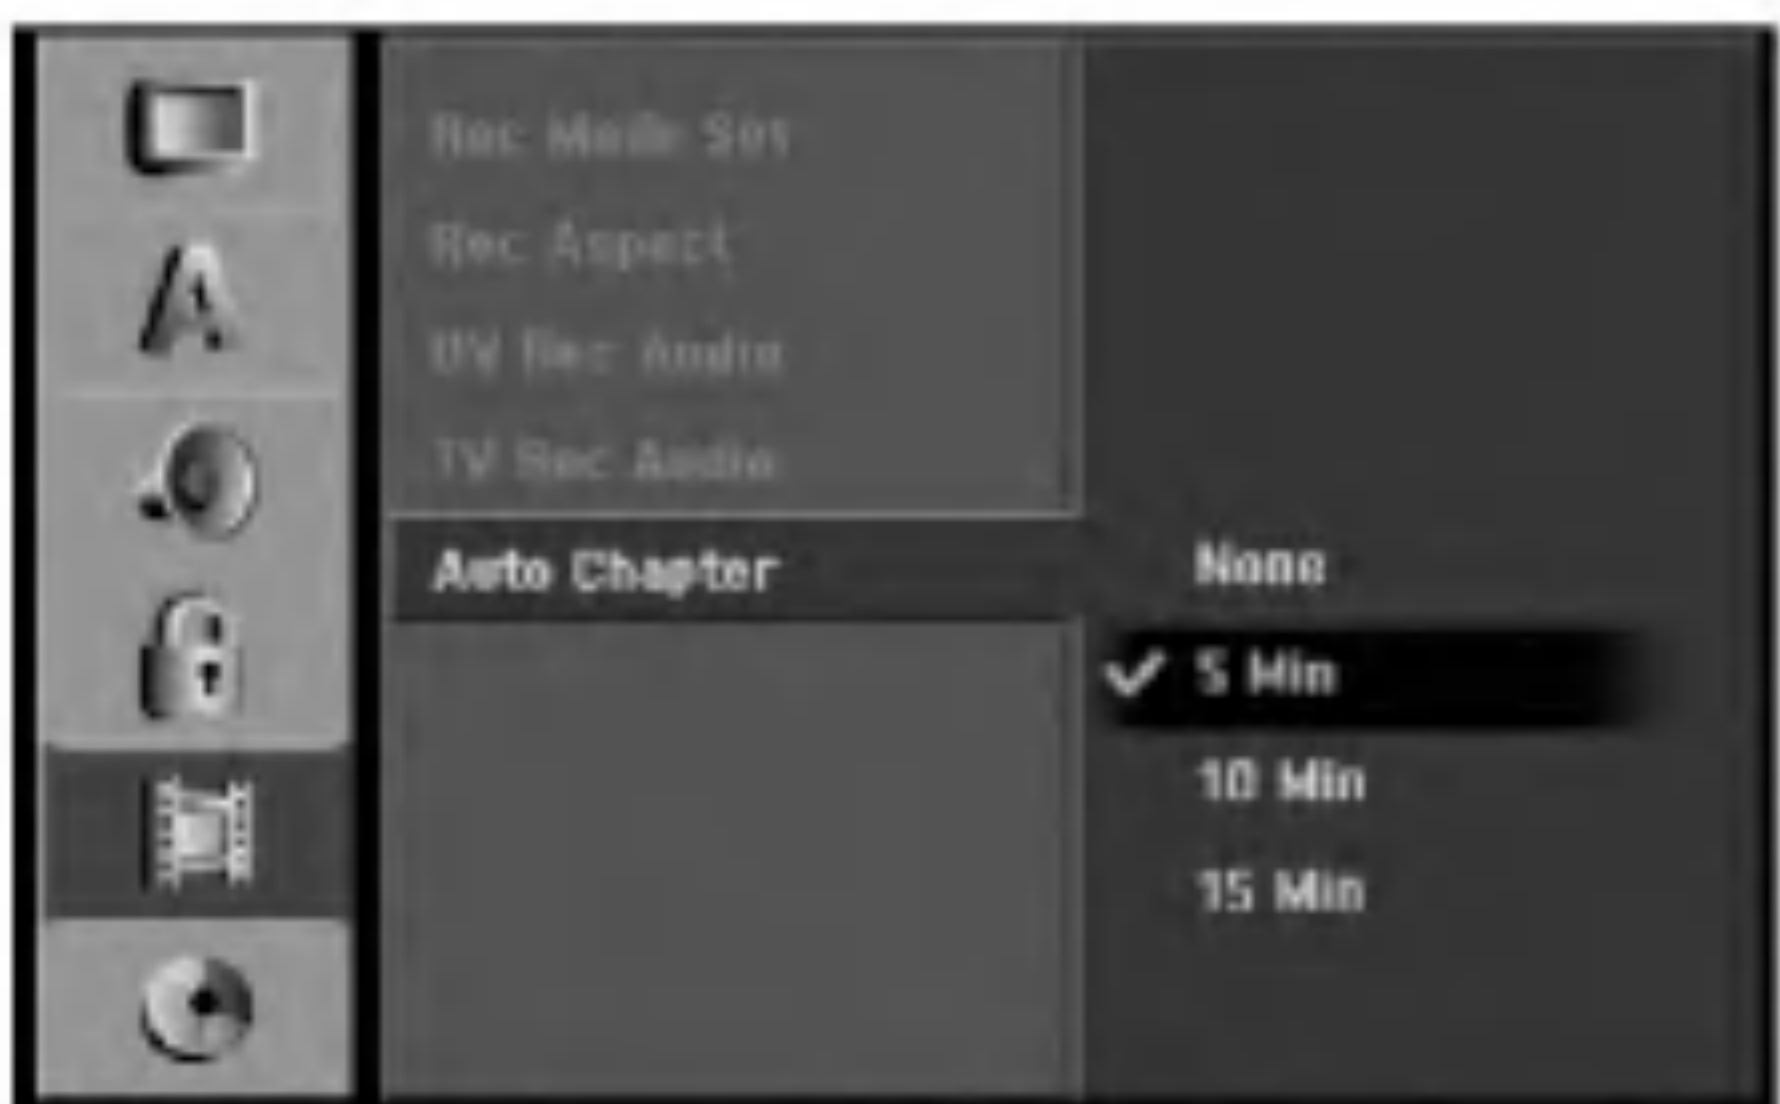 Rec Mode Set
Rec Aspect
DV Rec Audio
TV Rec Audio
Auto Chapter
None
5 Min
10 Min
15 Min